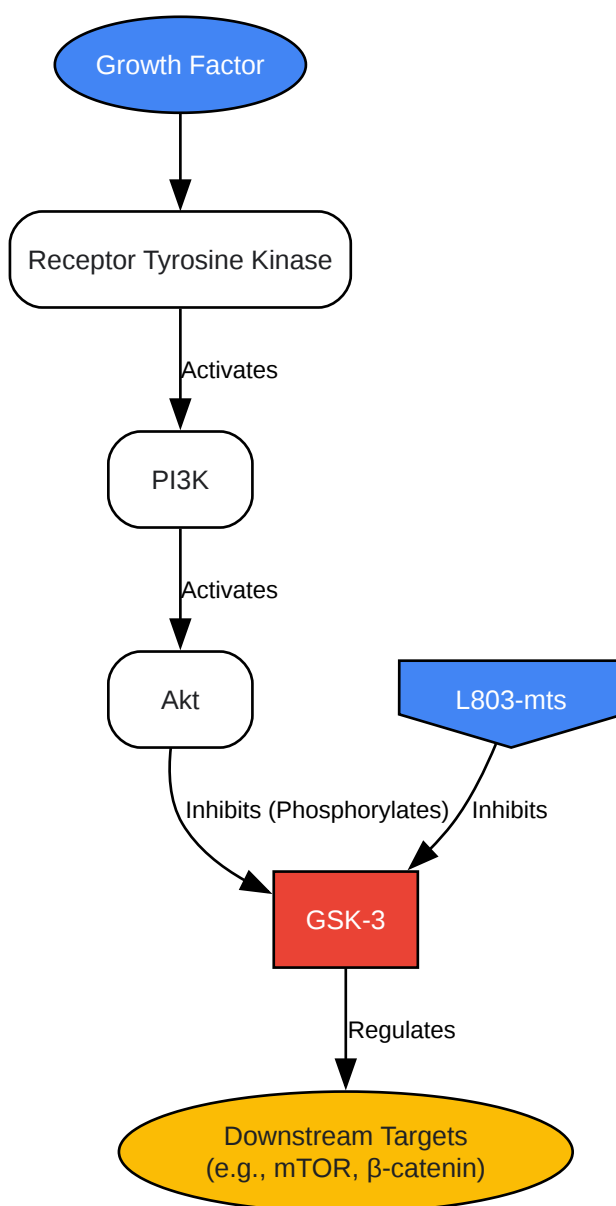 Growth Factor
Receptor Tyrosine Kinase
Activates
PI3K
Activates
Akt
L803-mts
Inhibits (Phosphorylates)
Inhibits
GSK-3
Regulates
Downstream Targets
(e.g., mTOR, β-catenin)